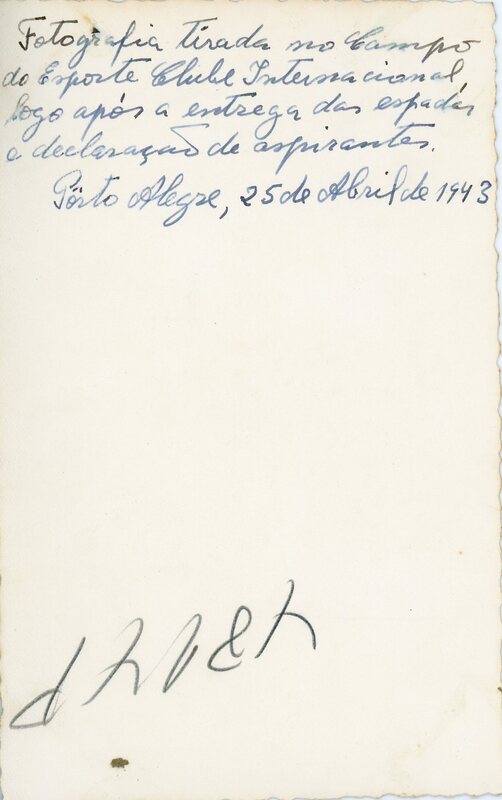 Fotografia tirada no Campo
do Esporte Clube Internacional,
logo após a entrega das espadas
e declaração de aspirantes.
Pôrto Alegre, 25 de Abril de 1943